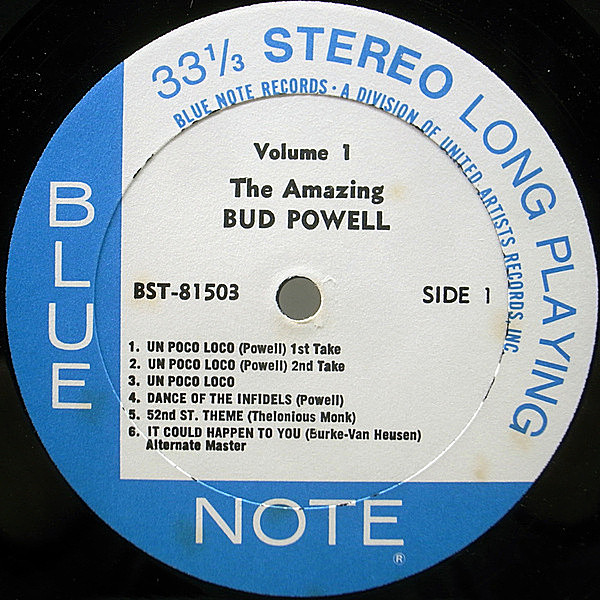 33⅓ STEREO LONG PLAYING
BLUE NOTE RECORDS · A DIVISION OF UNITED ARTISTS RECORDS, INC
Volume 1
The Amazing
BUD POWELL
BST-81503
SIDE 1
1. UN POCO LOCO (Powell) 1st Take
2. UN POCO LOCO (Powell) 2nd Take
3. UN POCO LOCO
4. DANCE OF THE INFIDELS (Powell)
5. 52nd ST. THEME (Thelonious Monk)
6. IT COULD HAPPEN TO YOU (Burke-Van Heusen)
Alternate Master
BLUE
NOTE
®